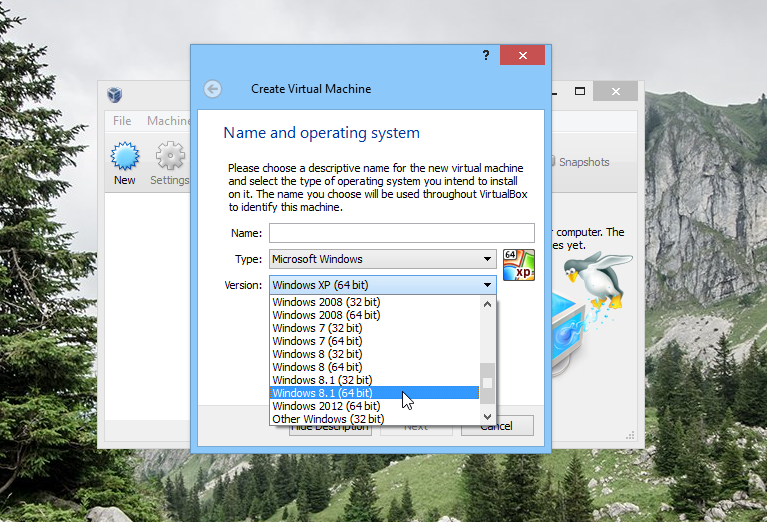 ?
Create Virtual Machine
File Machine
New
Settings
Snapshots
Name and operating system
Please choose a descriptive name for the new virtual machine
and select the type of operating system you intend to install
on it. The name you choose will be used throughout VirtualBox
to identify this machine.
computer. The
yet.
Name:
Type: Microsoft Windows
64
xp
Version: Windows XP (64 bit)
Windows 2008 (32 bit)
Windows 2008 (64 bit)
Windows 7 (32 bit)
Windows 7 (64 bit)
Windows 8 (32 bit)
Windows 8 (64 bit)
Windows 8.1 (32 bit)
Windows 8.1 (64 bit)
Windows 2012 (64 bit)
Other Windows (32 bit)
Hide Description
Next
Cancel